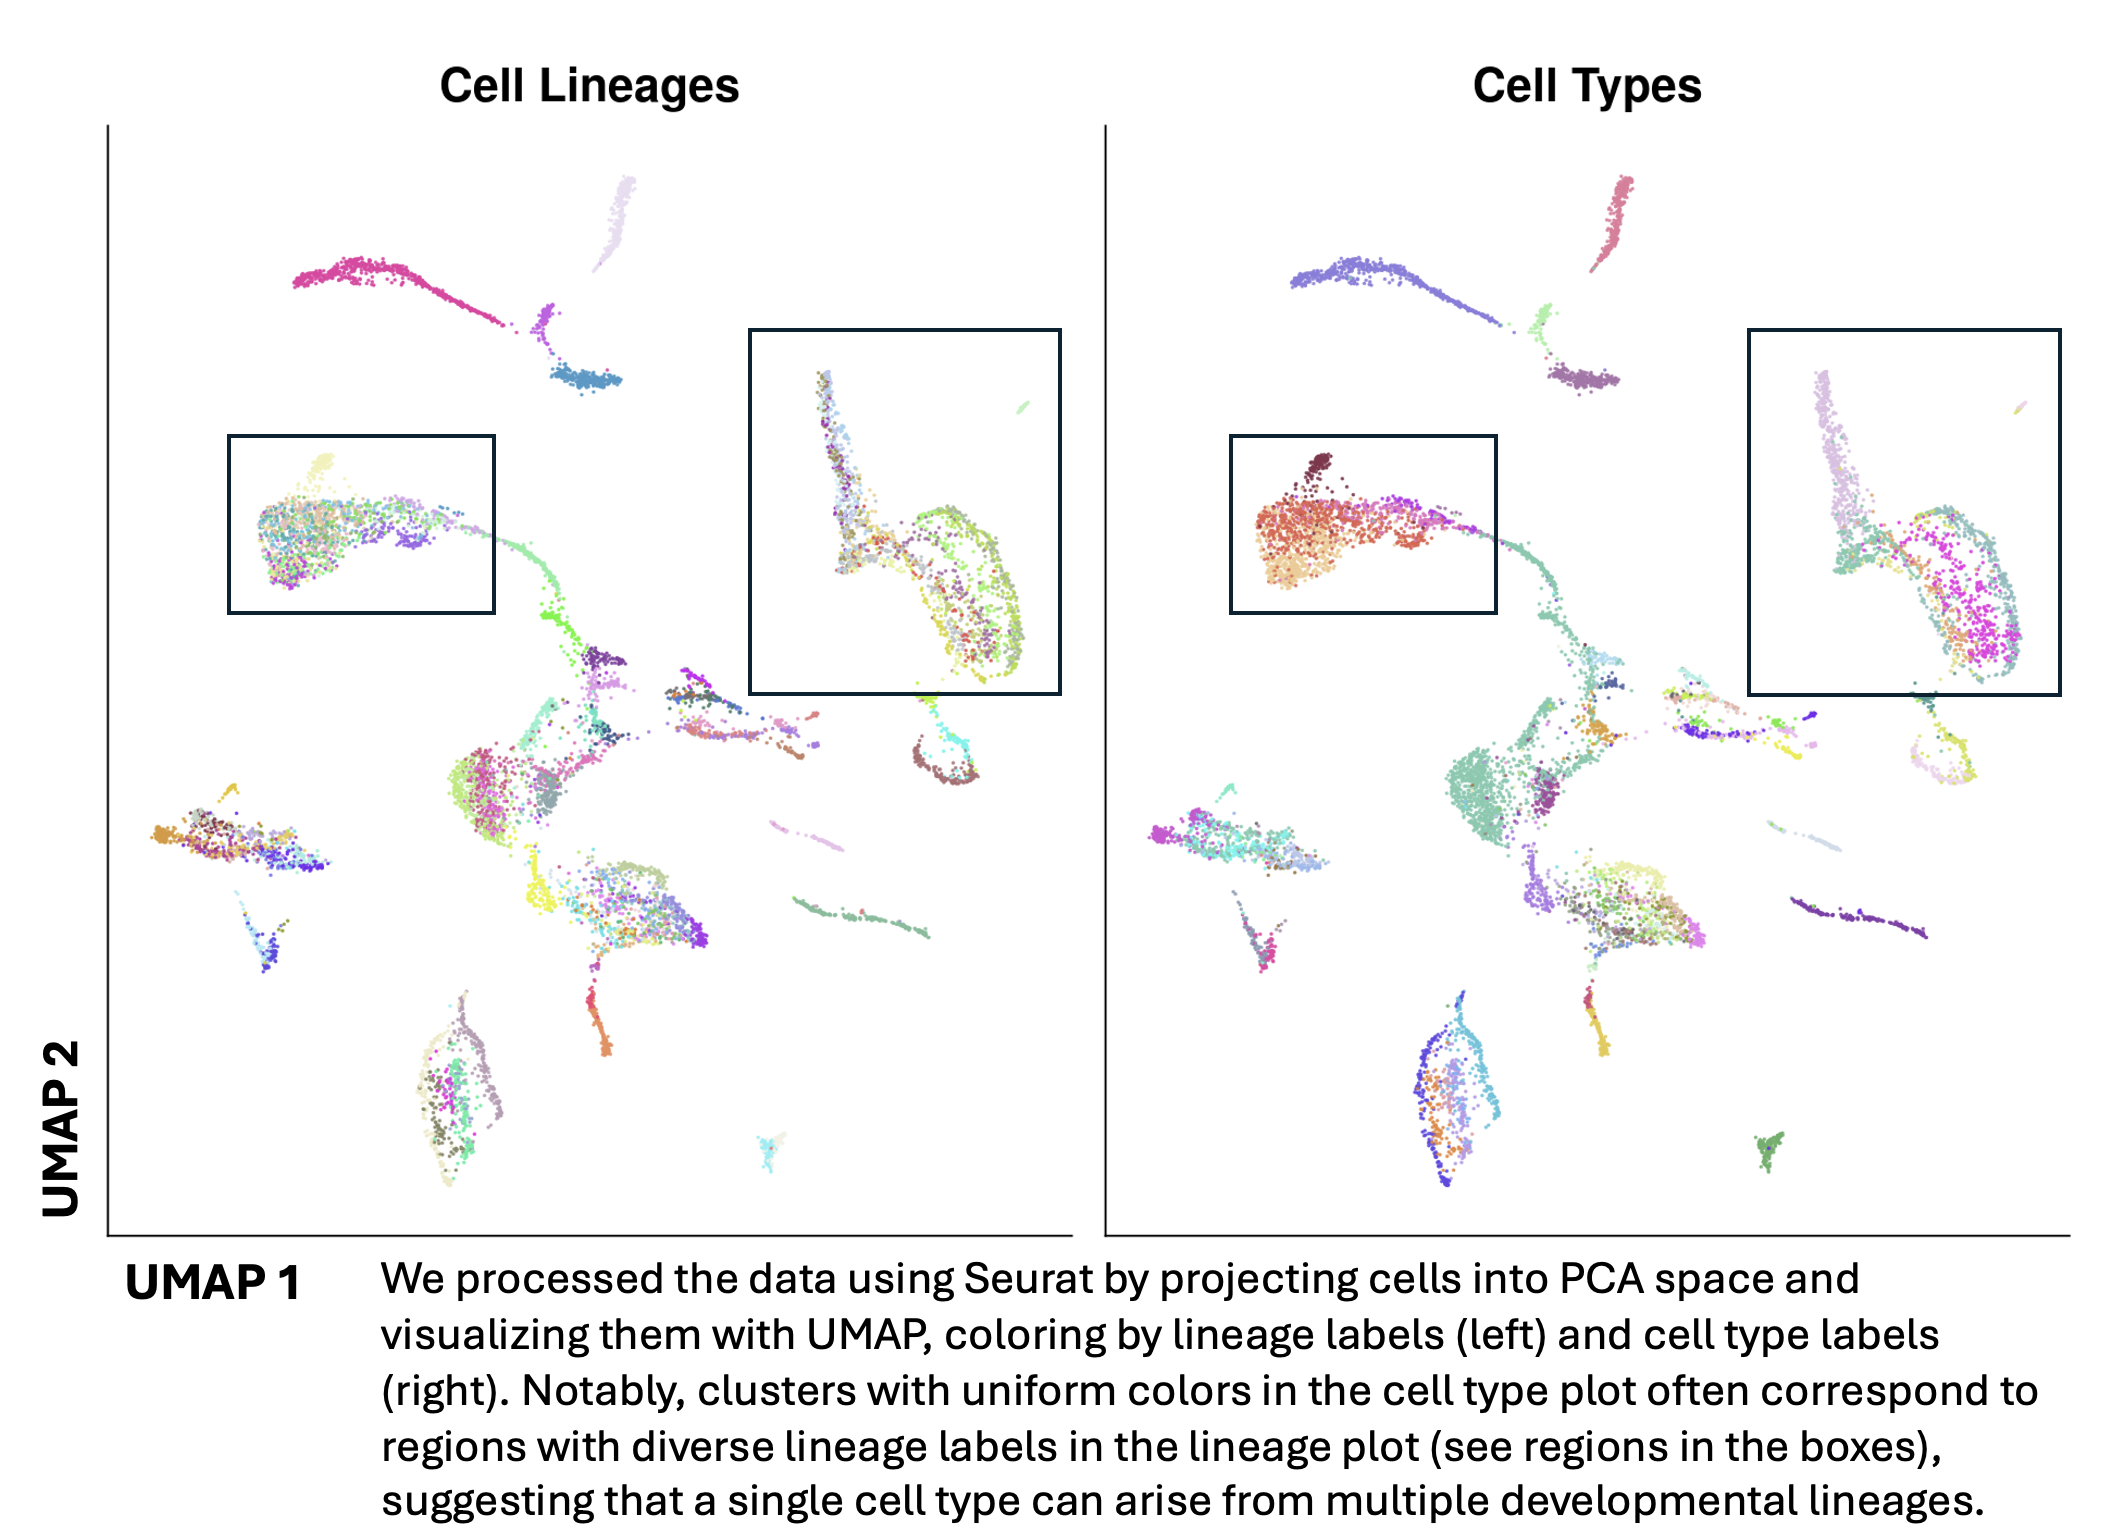 Cell Lineages
Cell Types
UMAP 2
UMAP 1
We processed the data using Seurat by projecting cells into PCA space and
visualizing them with UMAP, coloring by lineage labels (left) and cell type labels
(right). Notably, clusters with uniform colors in the cell type plot often correspond to
regions with diverse lineage labels in the lineage plot (see regions in the boxes),
suggesting that a single cell type can arise from multiple developmental lineages.